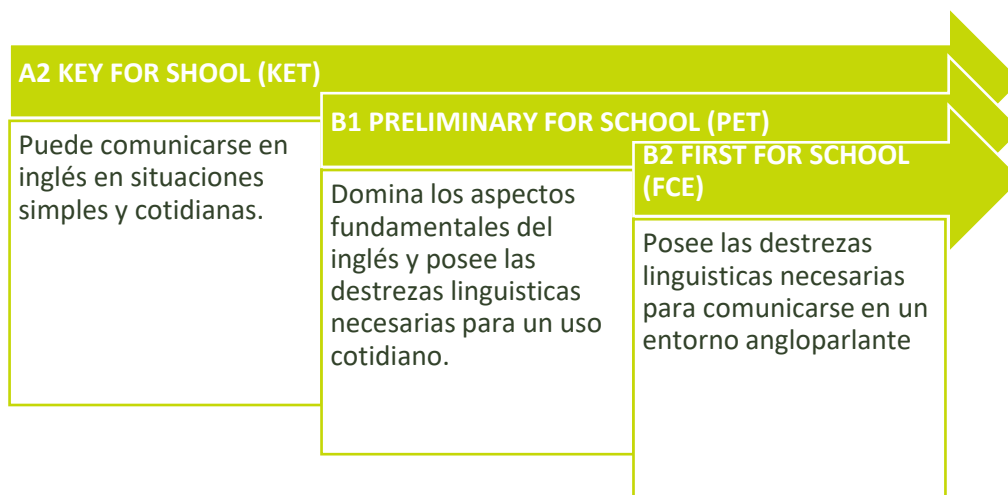 A2 KEY FOR SHOOL (KET)
Puede comunicarse en
inglés en situaciones
simples y cotidianas.
B1 PRELIMINARY FOR SCHOOL (PET)
Domina los aspectos
fundamentales del
inglés y posee las
destrezas linguisticas
necesarias para un uso
cotidiano.
B2 FIRST FOR SCHOOL
(FCE)
Posee las destrezas
linguisticas necesarias
para comunicarse en un
entorno angloparlante